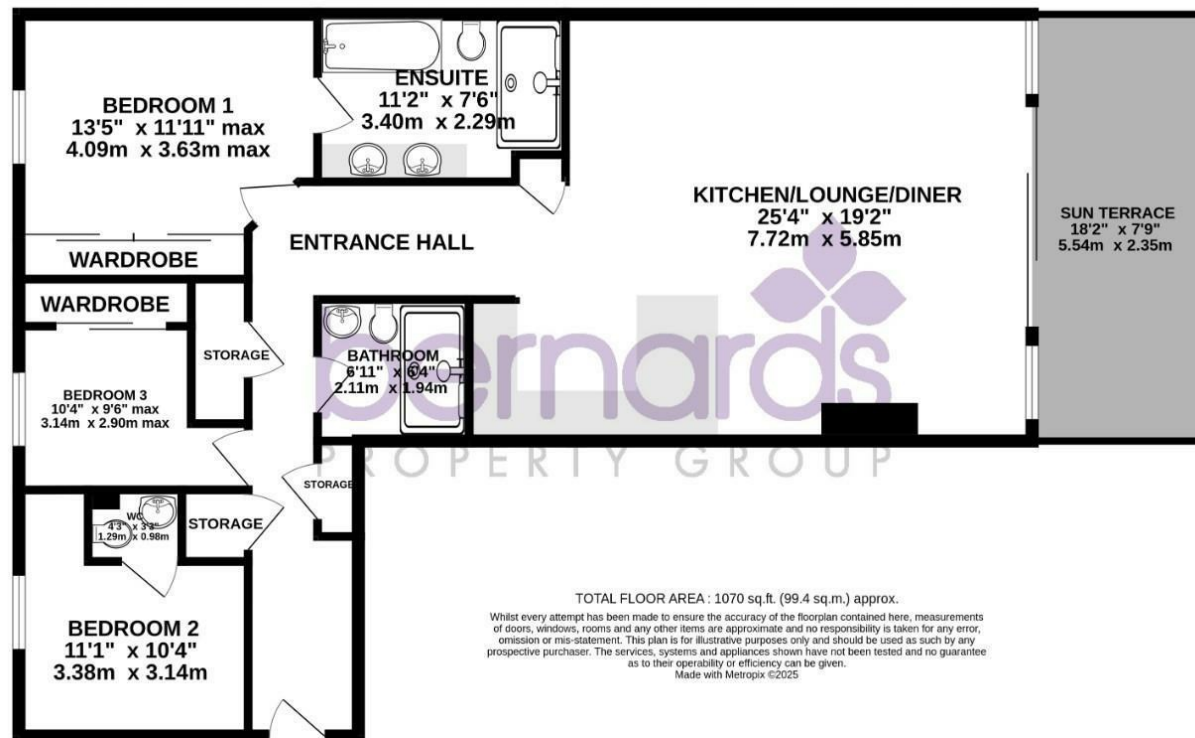 BEDROOM 1
13'5" x 11'11" max
4.09m x 3.63m max
ENSUITE
11'2" x 7'6"
3.40m x 2.29m
KITCHEN/LOUNGE/DINER
25'4" x 19'2"
7.72m x 5.85m
SUN TERRACE
18'2" x 7'9"
5.54m x 2.35m
ENTRANCE HALL
WARDROBE
WARDROBE
STORAGE
BATHROOM
6'11" x 6'4"
2.11m x 1.94m
BEDROOM 3
10'4" x 9'6" max
3.14m x 2.90m max
bernards
PROPERTY GROUP
STORAGE
WC
4'3" x 3'3"
1.29m x 0.98m
STORAGE
BEDROOM 2
11'1" x 10'4"
3.38m x 3.14m
TOTAL FLOOR AREA : 1070 sq.ft. (99.4 sq.m.) approx.
Whilst every attempt has been made to ensure the accuracy of the floorplan contained here, measurements
of doors, windows, rooms and any other items are approximate and no responsibility is taken for any error,
omission or mis-statement. This plan is for illustrative purposes only and should be used as such by any
prospective purchaser. The services, systems and appliances shown have not been tested and no guarantee
as to their operability or efficiency can be given.
Made with Metropix ©2025